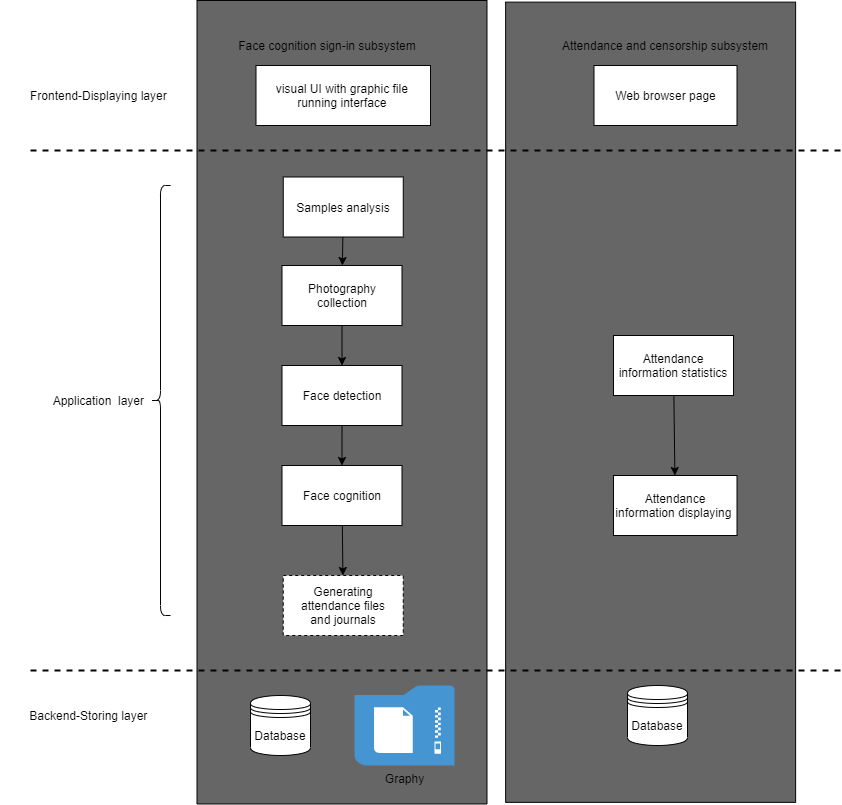 Face cognition sign-in subsystem
Attendance and censorship subsystem
Frontend-Displaying layer
visual UI with graphic file
running interface
Web browser page
Application  layer
Samples analysis
Photography
collection
Face detection
Face cognition
Generating
attendance files
and journals
Attendance
information statistics
Attendance
information displaying
Backend-Storing layer
Database
Graphy
Database